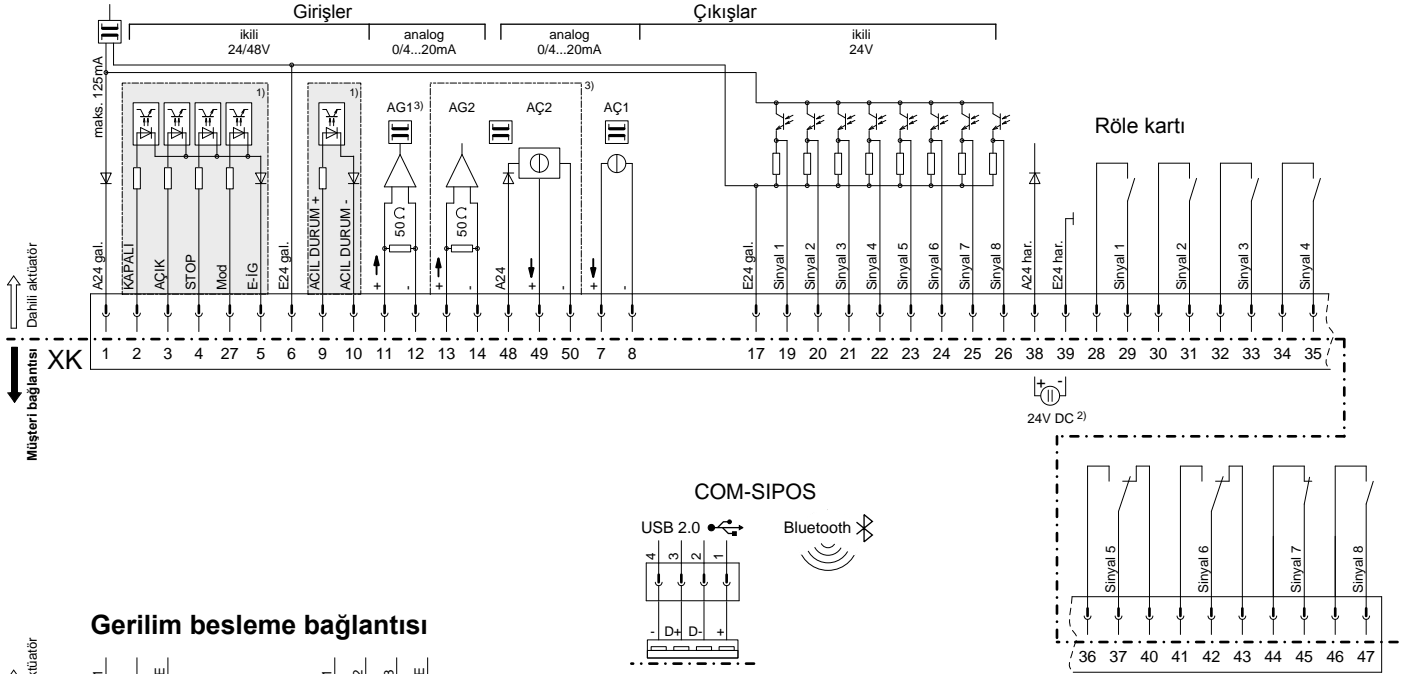 Girişler
Çıkışlar
ikili
24/48V
analog
0/4...20mA
analog
0/4...20mA
ikili
24V
maks. 125mA
1)
1)
AG1 3)
AG2
AÇ2
3)
AÇ1
Röle kartı
50 Ω
50 Ω
A24 gal.
KAPALI
AÇIK
STOP
Mod
E-İG
E24 gal.
ACIL DURUM +
ACIL DURUM -
+ -
+ -
A24
+ -
+ -
E24 gal.
Sinyal 1
Sinyal 2
Sinyal 3
Sinyal 4
Sinyal 5
Sinyal 6
Sinyal 7
Sinyal 8
A24 har.
E24 har.
Sinyal 1
Sinyal 2
Sinyal 3
Sinyal 4
Dahili aktüatör
Müşteri bağlantısı
XK
1 2 3 4 27 5 6 9 10 11 12 13 14 48 49 50 7 8 17 19 20 21 22 23 24 25 26 38 39 28 29 30 31 32 33 34 35
+ -
24V DC 2)
COM-SIPOS
USB 2.0
Bluetooth
4 3 2 1
- D+ D- +
Sinyal 5
Sinyal 6
Sinyal 7
Sinyal 8
36 37 40 41 42 43 44 45 46 47
Gerilim besleme bağlantısı